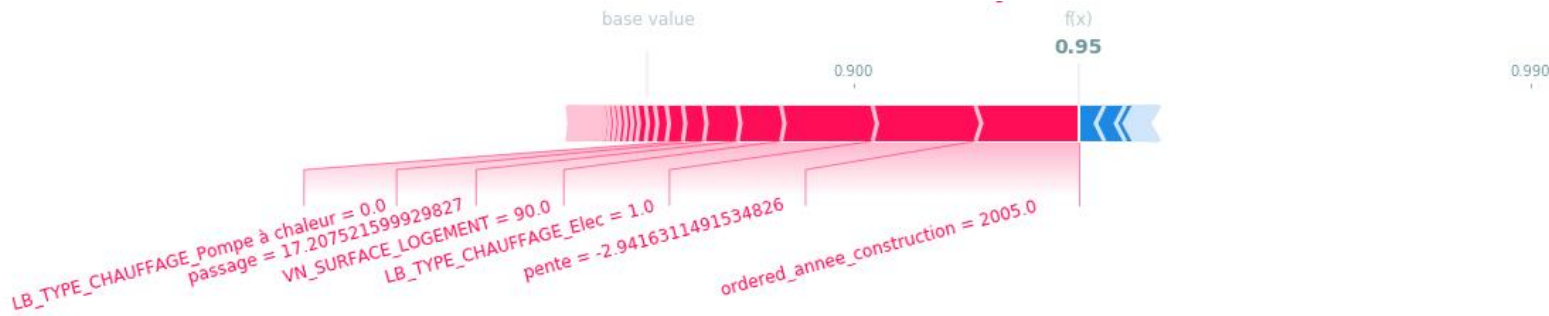 base value
f(x)
0.95
0.900
0.990
LB_TYPE_CHAUFFAGE_Pompe à chaleur = 0.0
passage = 17.207521599929827
VN_SURFACE_LOGEMENT = 90.0
LB_TYPE_CHAUFFAGE_Elec = 1.0
pente = -2.9416311491534826
ordered_annee_construction = 2005.0